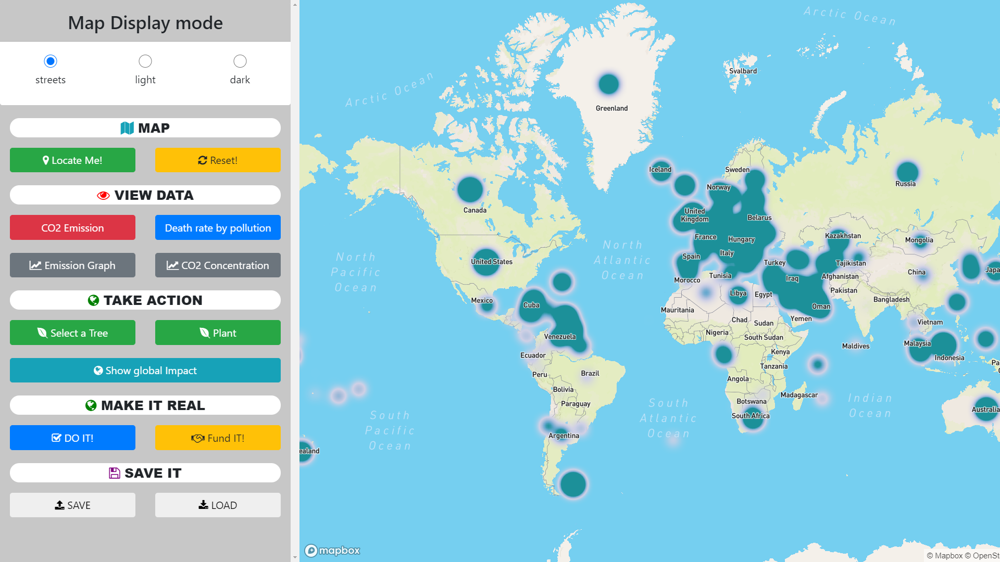 Map Display mode
streets
light
dark
MAP
Locate Me!
Reset!
VIEW DATA
CO2 Emission
Death rate by pollution
Emission Graph
CO2 Concentration
TAKE ACTION
Select a Tree
Plant
Show global Impact
MAKE IT REAL
DO IT!
Fund IT!
SAVE IT
SAVE
LOAD
Arctic Ocean
Arctic Ocean
Svalbard
Greenland
Iceland
Sweden
Norway
Russia
Canada
United
Kingdom
Belarus
France
Hungary
Kazakhstan
Mongolia
North
Pacific
Ocean
North
Atlantic
Ocean
United States
Spain
Italy
Turkey
Tajikistan
China
Japa
Morocco
Tunisia
Iraq
Afghanistan
Pakistan
Mexico
Cuba
Libya
Egypt
Bangladesh
Mauritania
Oman
Chad
Sudan
Yemen
Vietnam
Venezuela
Nigeria
South Sudan
Maldives
Malaysia
Ecuador
Kenya
Indonesia
Pa
Peru
Brazil
Tanzania
Angola
Bolivia
Paraguay
Botswana
Madagascar
South
Pacific
Ocean
South
Atlantic
Ocean
Indian
Ocean
South Africa
Australia
Argentina
ealand
mapbox
© Mapbox © OpenSt